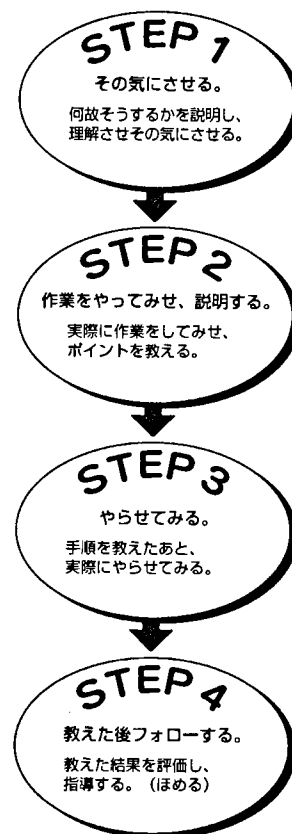 STEP 1
その気にさせる。
何故そうするかを説明し、
理解させその気にさせる。
STEP 2
作業をやってみせ、説明する。
実際に作業をしてみせ、
ポイントを教える。
STEP 3
やらせてみる。
手順を教えたあと、
実際にやらせてみる。
STEP 4
教えた後フォローする。
教えた結果を評価し、
指導する。（ほめる）